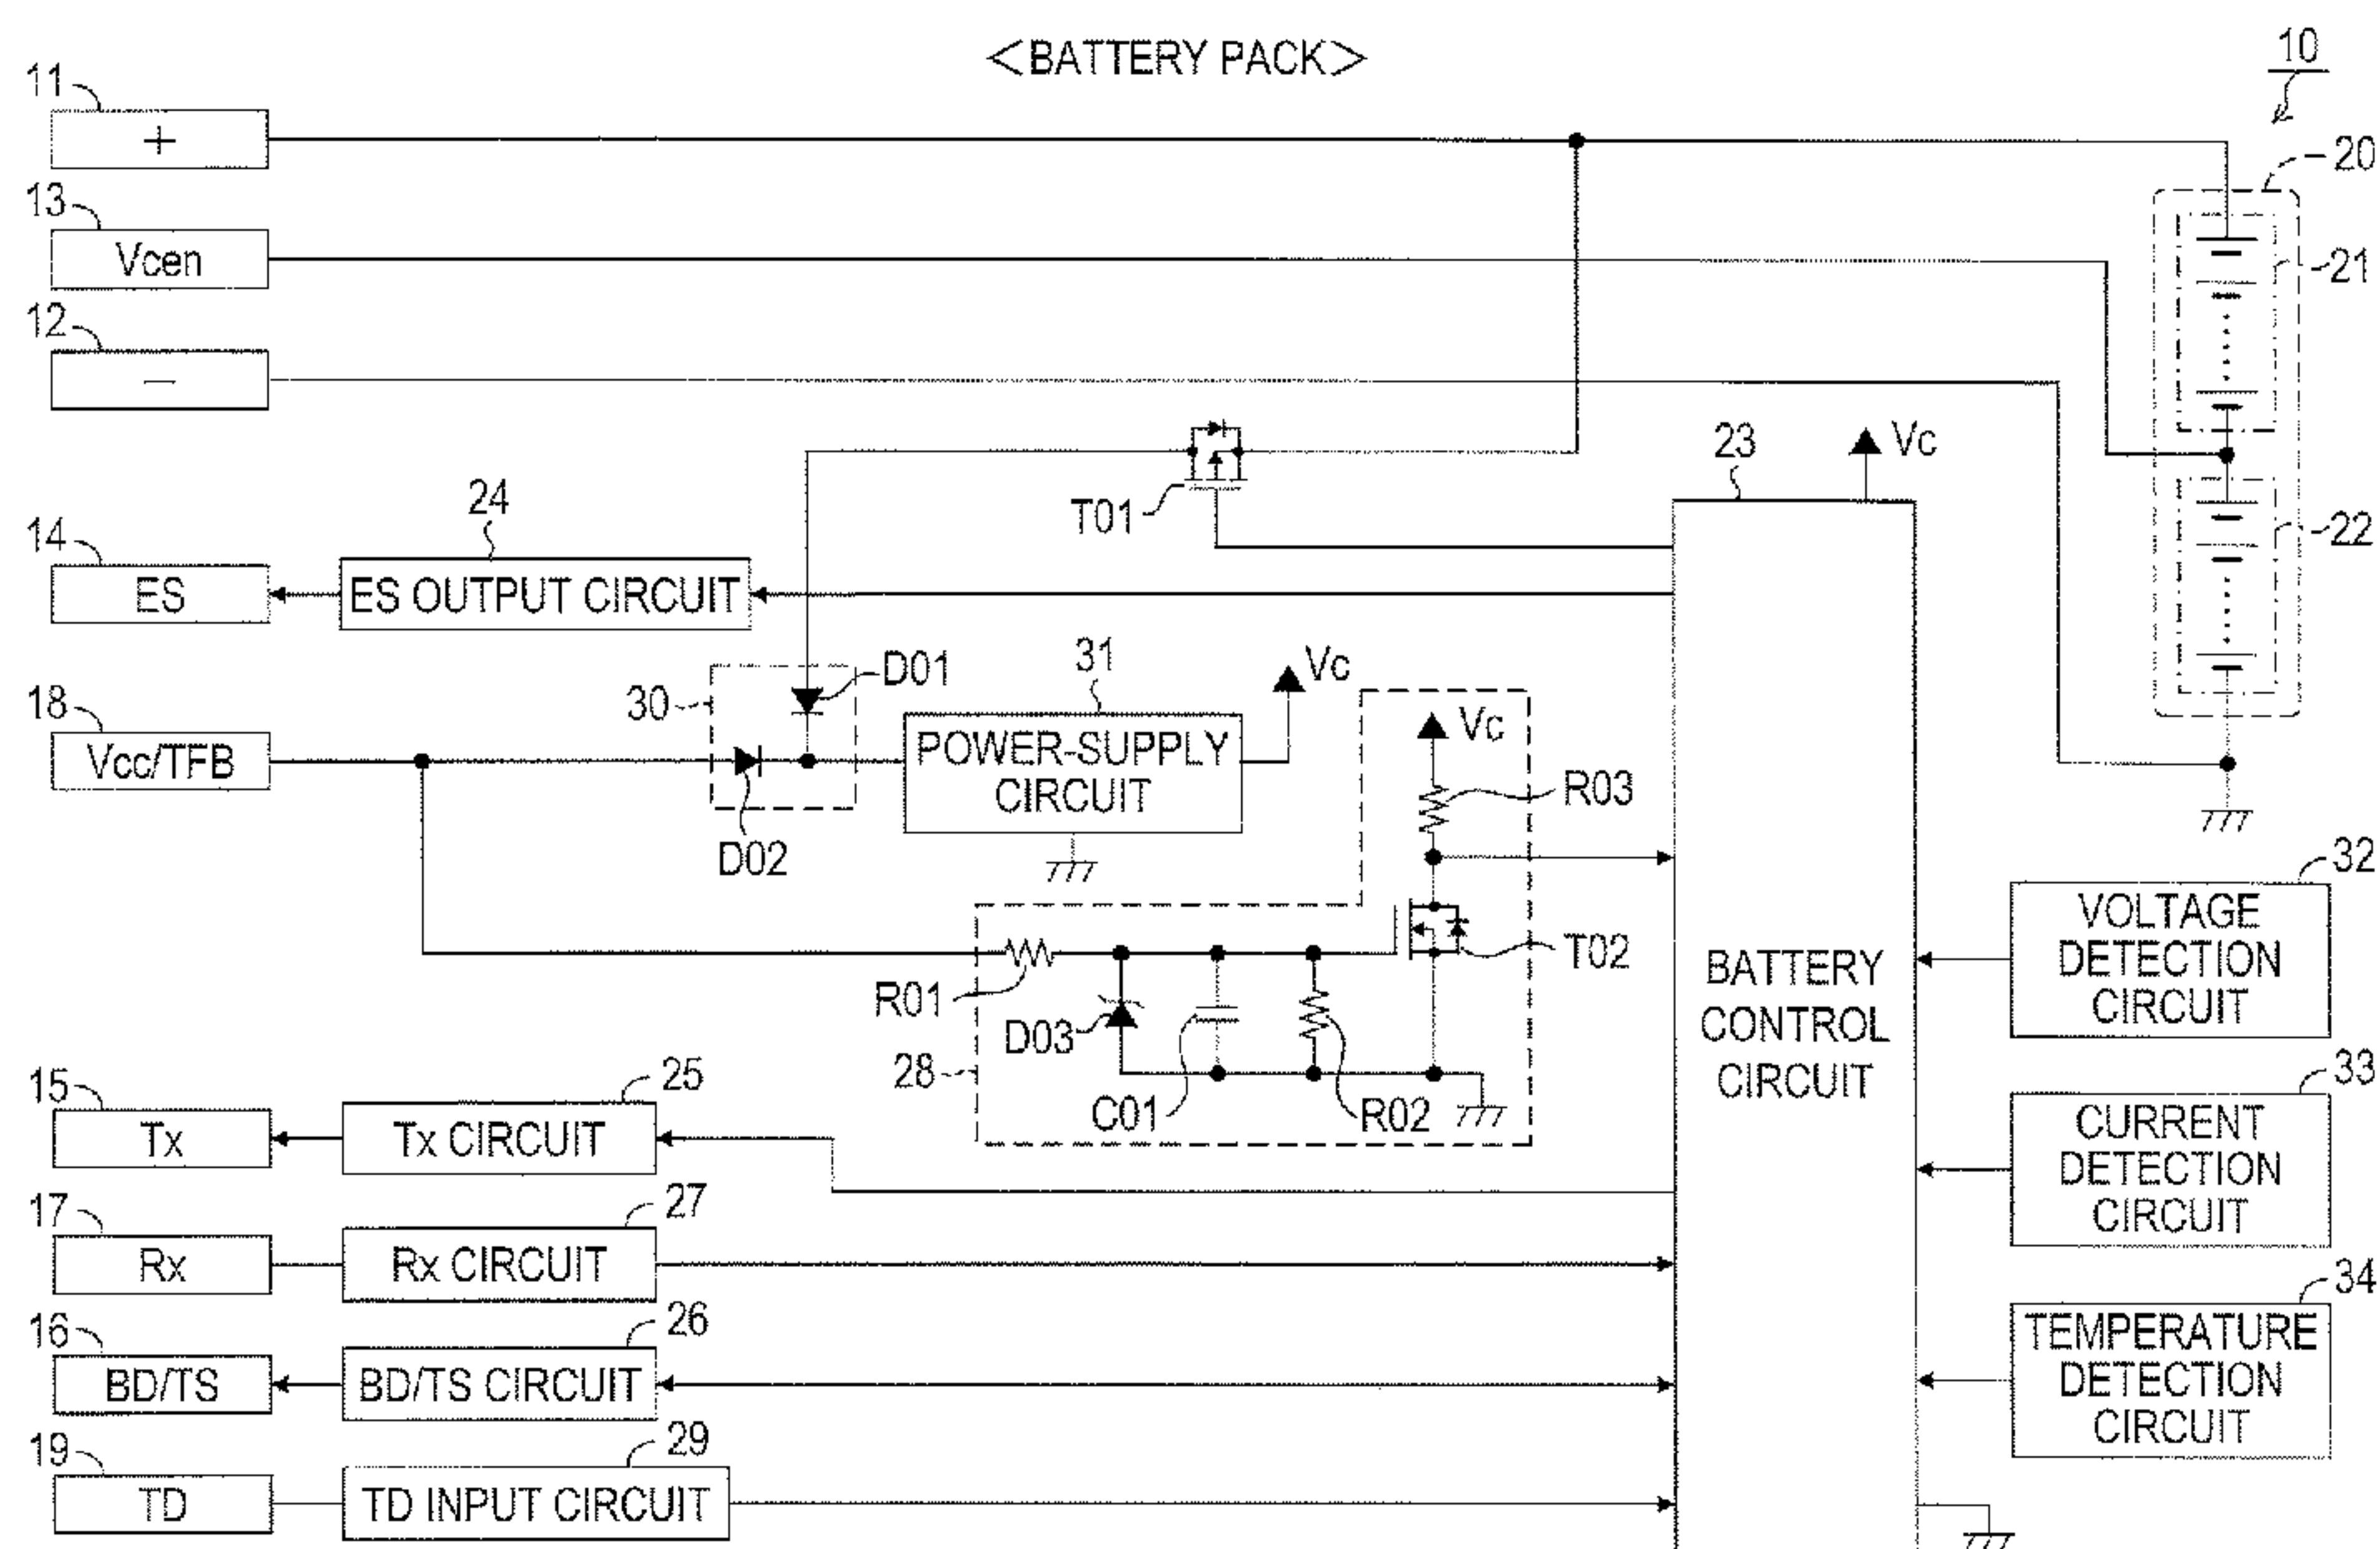 <BATTERY PACK>
10
11
+
20
13
Vcen
21
12
−
23
Vc
T01
22
24
14
ES
ES OUTPUT CIRCUIT
D01
31
Vc
30
18
Vcc/TFB
POWER-SUPPLY
CIRCUIT
Vc
R03
D02
32
VOLTAGE
DETECTION
CIRCUIT
T02
BATTERY
CONTROL
CIRCUIT
R01
D03
28
C01
R02
33
CURRENT
DETECTION
CIRCUIT
15
Tx
25
Tx CIRCUIT
17
Rx
27
Rx CIRCUIT
34
TEMPERATURE
DETECTION
CIRCUIT
16
BD/TS
26
BD/TS CIRCUIT
19
TD
29
TD INPUT CIRCUIT